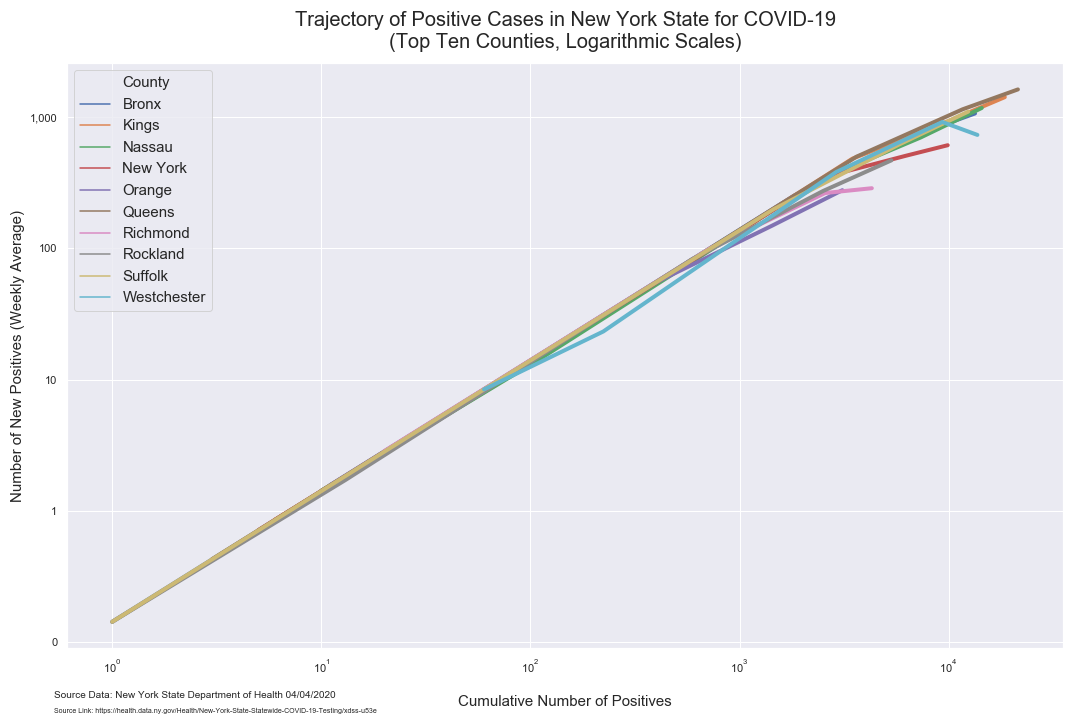 Trajectory of Positive Cases in New York State for COVID-19
(Top Ten Counties, Logarithmic Scales)
County
Bronx
Kings
Nassau
New York
Orange
Queens
Richmond
Rockland
Suffolk
Westchester
Number of New Positives (Weekly Average)
1,000
100
10
1
0
10⁰ 10¹ 10² 10³ 10⁴
Cumulative Number of Positives
Source Data: New York State Department of Health 04/04/2020
Source Link: https://health.data.ny.gov/Health/New-York-State-Statewide-COVID-19-Testing/xdss-u53e